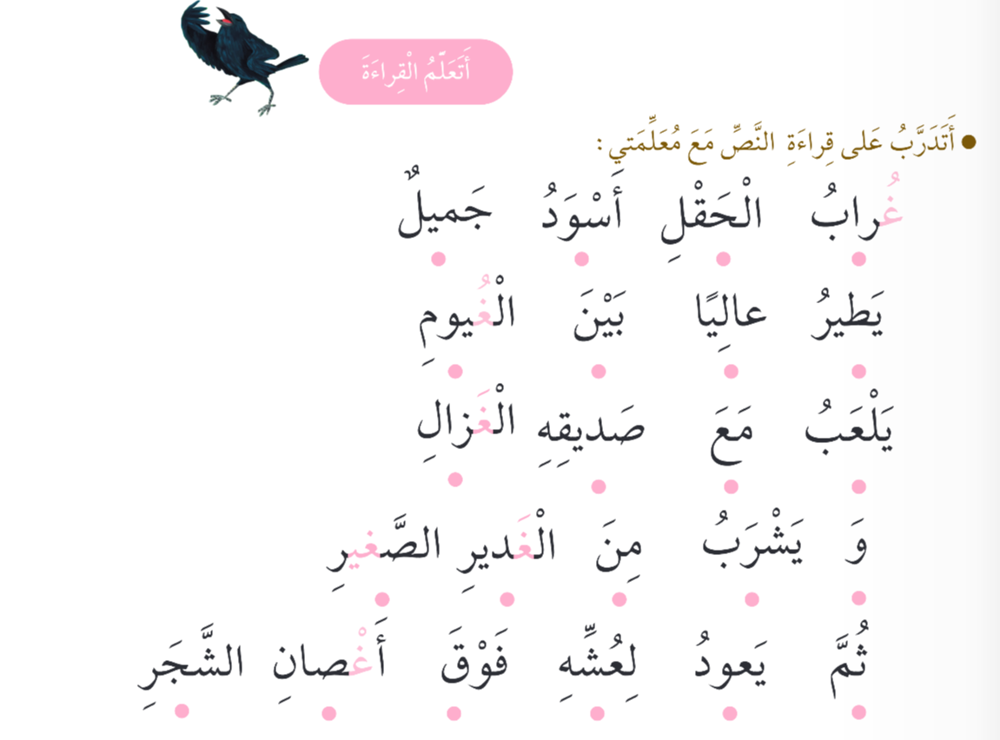 أَتَعَلَّمُ الْقِراءَةَ
● أَتَدَرَّبُ عَلى قِراءَةِ النَّصِّ مَعَ مُعَلِّمَتي :
غُرابُ الْحَقْلِ أَسْوَدُ جَميلٌ
يَطيرُ عالِيًا بَيْنَ الْغُيومِ
يَلْعَبُ مَعَ صَديقِهِ الْغَزالِ
وَ يَشْرَبُ مِنَ الْغَديرِ الصَّغيرِ
ثُمَّ يَعودُ لِعُشِّهِ فَوْقَ أَغْصانِ الشَّجَرِ